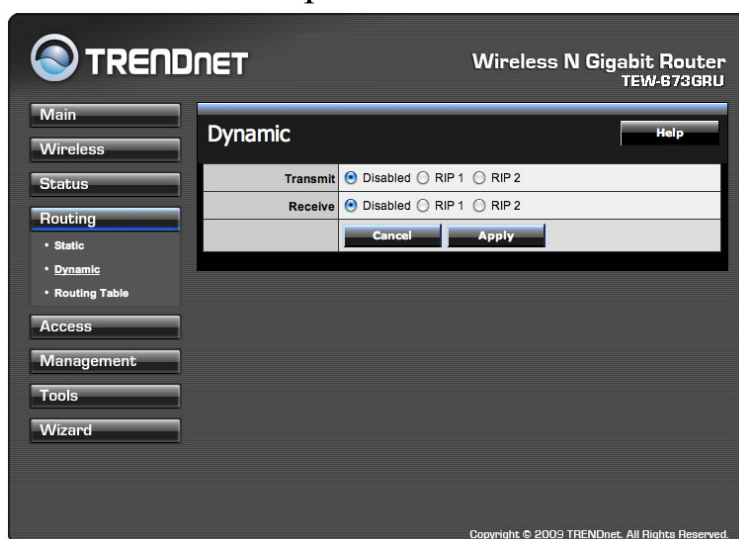 TRENDnet
Wireless N Gigabit Router
TEW-673GRU
Main
Wireless
Status
Routing
• Static
• Dynamic
• Routing Table
Access
Management
Tools
Wizard
Dynamic
Help
Transmit Disabled RIP 1 RIP 2
Receive Disabled RIP 1 RIP 2
Cancel Apply
Copyright © 2009 TRENDnet. All Rights Reserved.